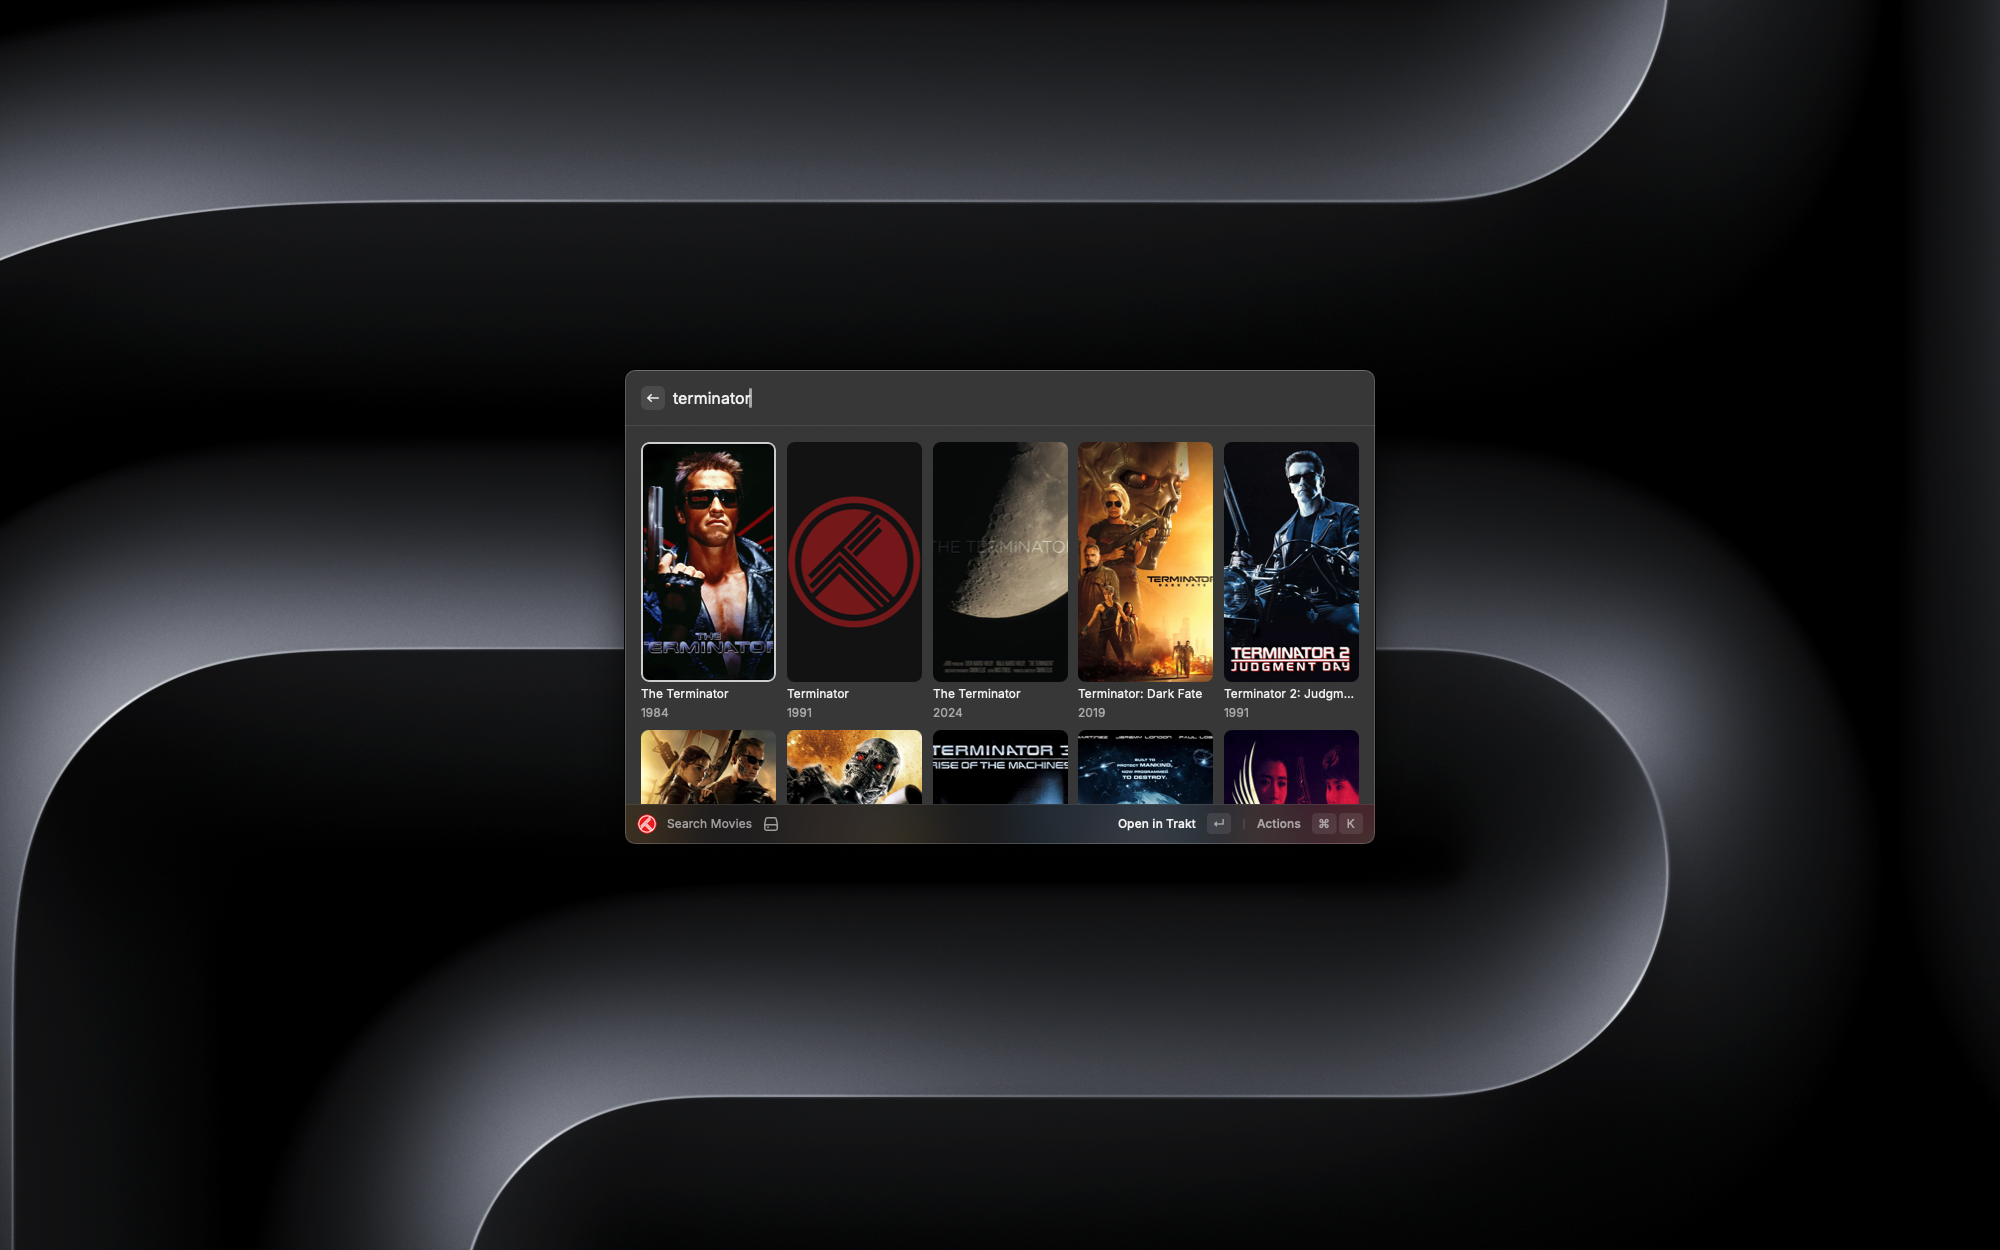 terminator
THE
TERMINATOR
THE TERMINATOR
TERMINATOR
DARK FATE
TERMINATOR 2
JUDGMENT DAY
The Terminator
Terminator
The Terminator
Terminator: Dark Fate
Terminator 2: Judgm...
1984
1991
2024
2019
1991
TERMINATOR 3
RISE OF THE MACHINES
JEREMY LONDON
BUILT TO
PROTECT MANKIND,
NOW PROGRAMMED
TO DESTROY.
Search Movies
Open in Trakt
Actions
⌘ K